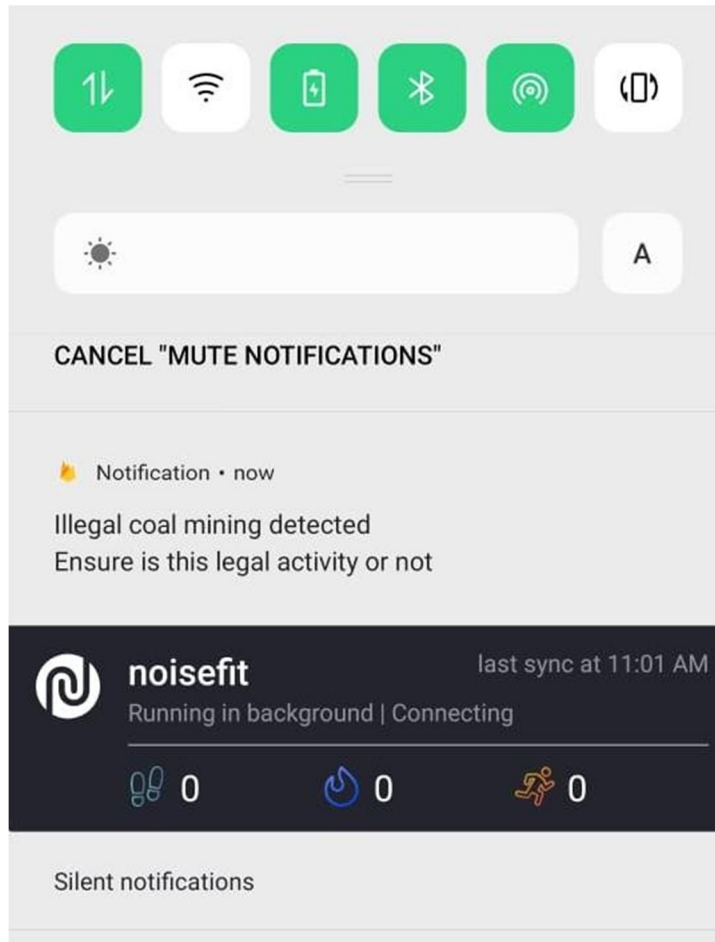 A
CANCEL "MUTE NOTIFICATIONS"
Notification • now
Illegal coal mining detected
Ensure is this legal activity or not
noisefit
last sync at 11:01 AM
Running in background | Connecting
0 0 0
Silent notifications